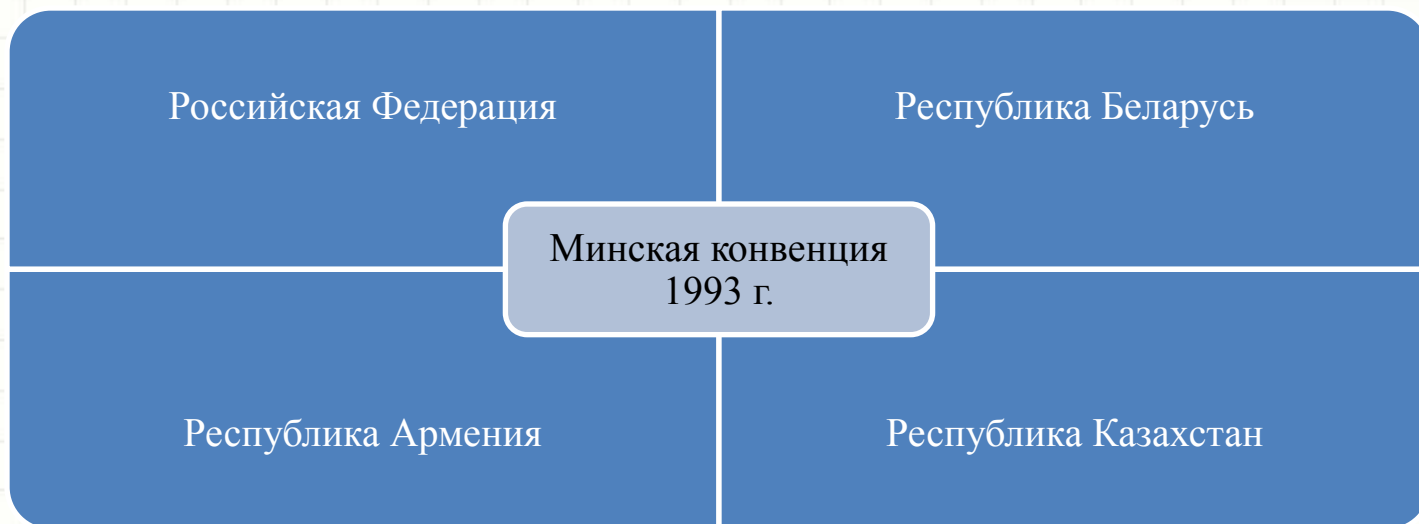 Российская Федерация
Республика Беларусь
Минская конвенция
1993 г.
Республика Армения
Республика Казахстан